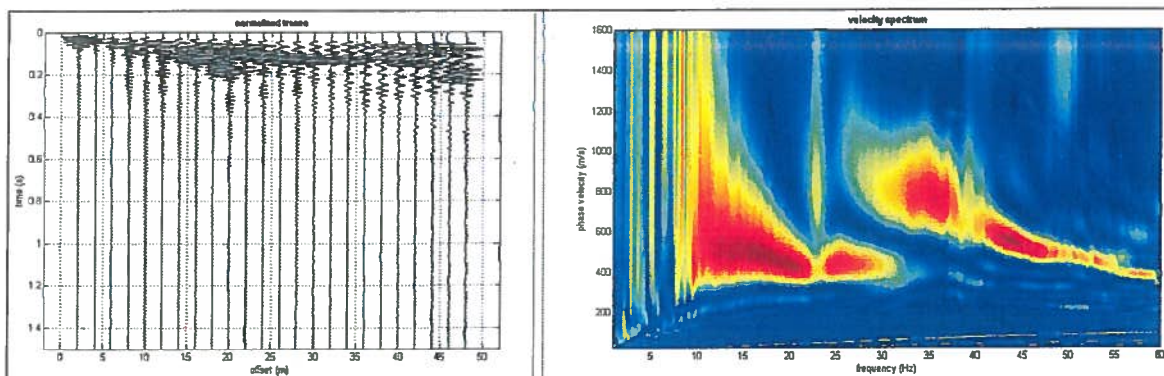 normalized traces
time (s)
0
0.2
0.4
0.6
0.8
1
1.2
1.4
0 5 10 15 20 25 30 35 40 45 50
offset (m)
velocity spectrum
phase velocity (m/s)
1600
1400
1200
1000
800
600
400
200
5 10 15 20 25 30 35 40 45 50 55 60
frequency (Hz)